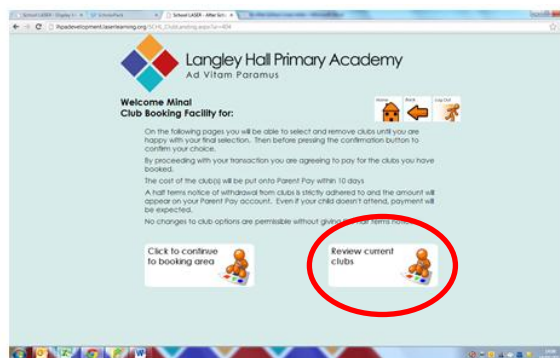 School LASER - After Scho
Langley Hall Primary Academy
Ad Vitam Paramus
Welcome Minal
Club Booking Facility for:
Home Back Log Out
On the following pages you will be able to select and remove clubs until you are
happy with your final selection. Then before pressing the confirmation button to
confirm your choice.
By proceeding with your transaction you are agreeing to pay for the clubs you have
booked.
The cost of the club(s) will be put onto Parent Pay within 10 days
A half terms notice of withdrawal from clubs is strictly adhered to and the amount will
appear on your Parent Pay account. Even if your child doesn't attend, payment will
be expected.
No changes to club options are permissible without giving half terms
Click to continue
to booking area
Review current
clubs